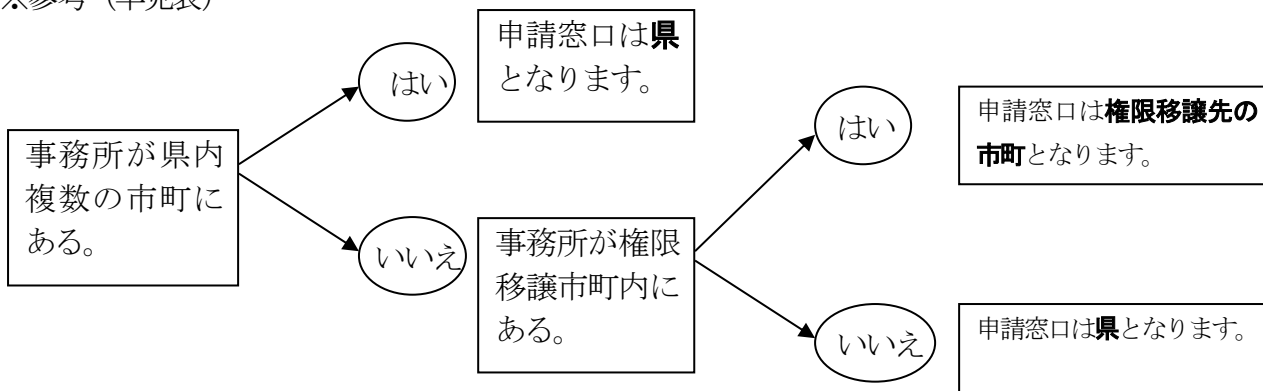 ※参考（早見表）
事務所が県内
複数の市町に
ある。
はい
申請窓口は県
となります。
いいえ
事務所が権限
移譲市町内に
ある。
はい
申請窓口は権限移譲先の
市町となります。
いいえ
申請窓口は県となります。